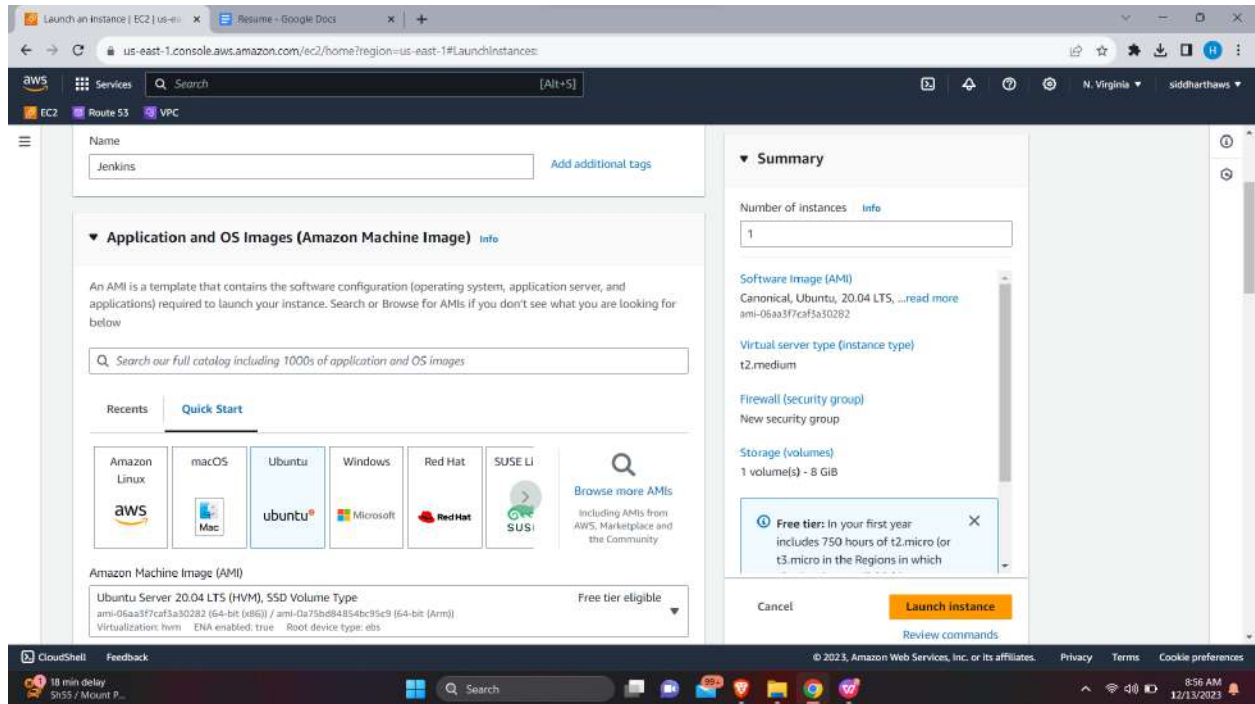 Launch an instance | EC2 | us-ea
Resume - Google Docs
us-east-1.console.aws.amazon.com/ec2/home?region=us-east-1#LaunchInstances:
H
aws
Services
Search
[Alt+S]
N. Virginia
siddharthaws
EC2
Route 53
VPC
Name
Jenkins
Add additional tags
Application and OS Images (Amazon Machine Image) Info
An AMI is a template that contains the software configuration (operating system, application server, and
applications) required to launch your instance. Search or Browse for AMIs if you don't see what you are looking for
below
Search our full catalog including 1000s of application and OS images
Recents
Quick Start
Amazon
Linux
aws
macOS
Mac
Ubuntu
ubuntu
Windows
Microsoft
Red Hat
Red Hat
SUSE Li
SUS
Browse more AMIs
Including AMIs from
AWS, Marketplace and
the Community
Amazon Machine Image (AMI)
Ubuntu Server 20.04 LTS (HVM), SSD Volume Type
Free tier eligible
ami-06aa3f7caf3a30282 (64-bit (x86)) / ami-0a75bd84854bc95c9 (64-bit (Arm))
Virtualization: hvm ENA enabled: true Root device type: ebs
Summary
Number of instances Info
1
Software Image (AMI)
Canonical, Ubuntu, 20.04 LTS, ...read more
ami-06aa3f7caf3a30282
Virtual server type (instance type)
t2.medium
Firewall (security group)
New security group
Storage (volumes)
1 volume(s) - 8 GiB
Free tier: In your first year
includes 750 hours of t2.micro (or
t3.micro in the Regions in which
Cancel
Launch instance
Review commands
CloudShell
Feedback
© 2023, Amazon Web Services, Inc. or its affiliates.
Privacy
Terms
Cookie preferences
1
18 min delay
Sh55 / Mount P...
Search
99+
8:56 AM
12/13/2023